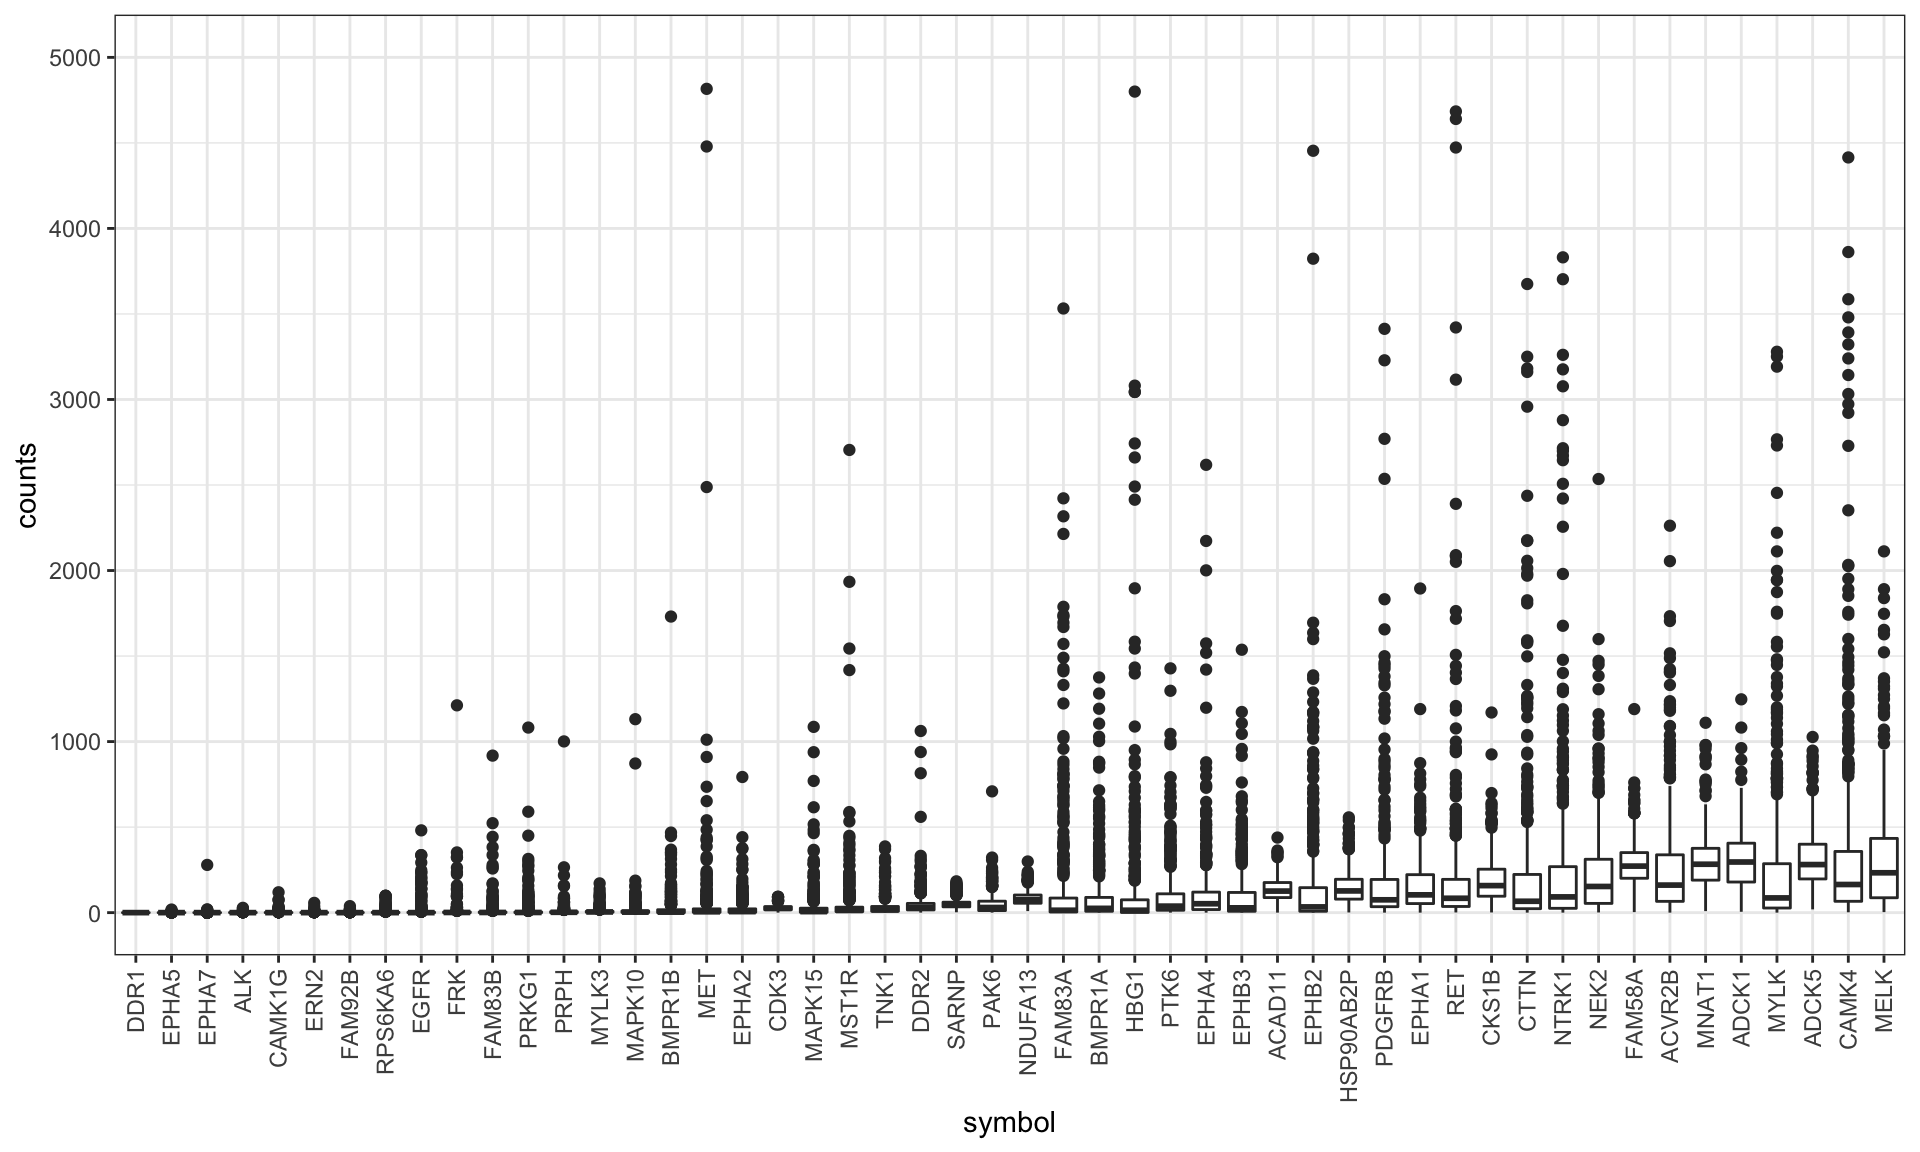 5000
4000
3000
2000
1000
0
counts
DDR1
EPHA5
EPHA7
ALK
CAMK1G
ERN2
FAM92B
RPS6KA6
EGFR
FRK
FAM83B
PRKG1
PRPH
MYLK3
MAPK10
BMPR1B
MET
EPHA2
CDK3
MAPK15
MST1R
TNK1
DDR2
SARNP
PAK6
NDUFA13
FAM83A
BMPR1A
HBG1
PTK6
EPHA4
EPHB3
ACAD11
EPHB2
HSP90AB2P
PDGFRB
EPHA1
RET
CKS1B
CTTN
NTRK1
NEK2
FAM58A
ACVR2B
MNAT1
ADCK1
MYLK
ADCK5
CAMK4
MELK
symbol